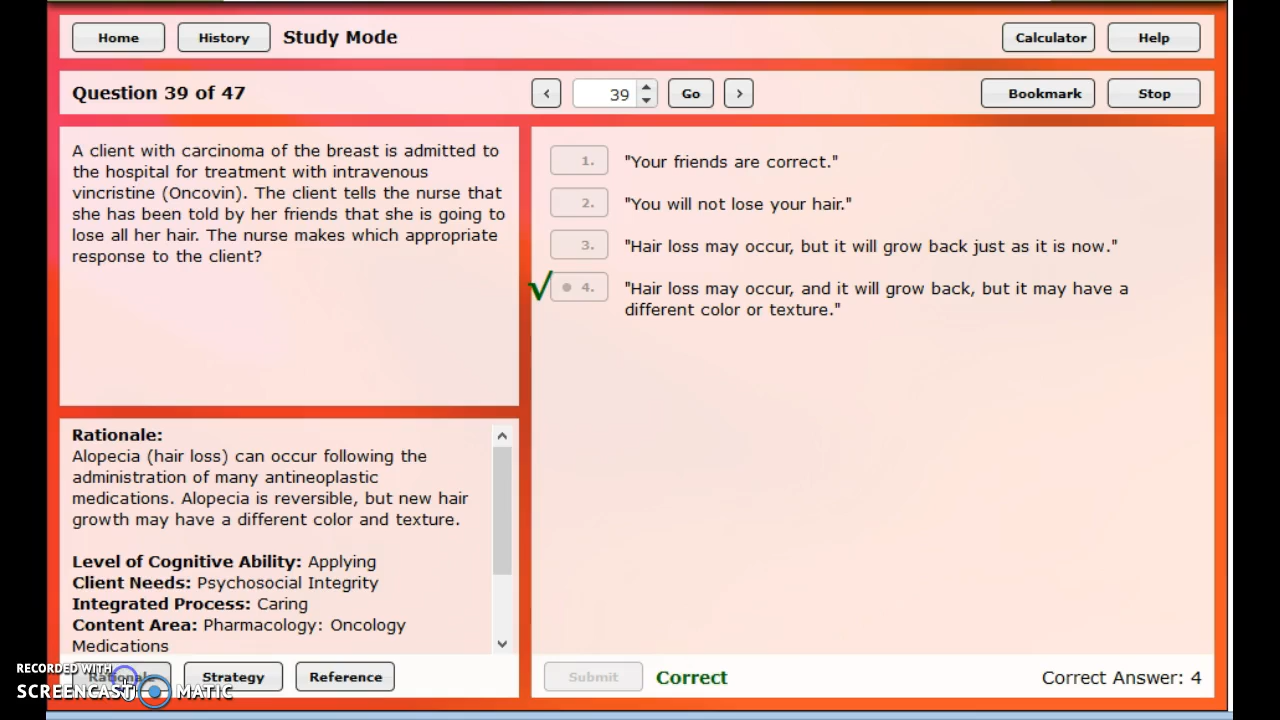 Home
History
Study Mode
Calculator
Help
Question 39 of 47
<
39
Go
>
Bookmark
Stop
A client with carcinoma of the breast is admitted to
the hospital for treatment with intravenous
vincristine (Oncovin). The client tells the nurse that
she has been told by her friends that she is going to
lose all her hair. The nurse makes which appropriate
response to the client?
1. "Your friends are correct."
2. "You will not lose your hair."
3. "Hair loss may occur, but it will grow back just as it is now."
√ 4. "Hair loss may occur, and it will grow back, but it may have a
different color or texture."
Rationale:
Alopecia (hair loss) can occur following the
administration of many antineoplastic
medications. Alopecia is reversible, but new hair
growth may have a different color and texture.
Level of Cognitive Ability: Applying
Client Needs: Psychosocial Integrity
Integrated Process: Caring
Content Area: Pharmacology: Oncology
Medications
Rationale
Strategy
Reference
Submit
Correct
Correct Answer: 4
RECORDED WITH
SCREENCAST MATIC